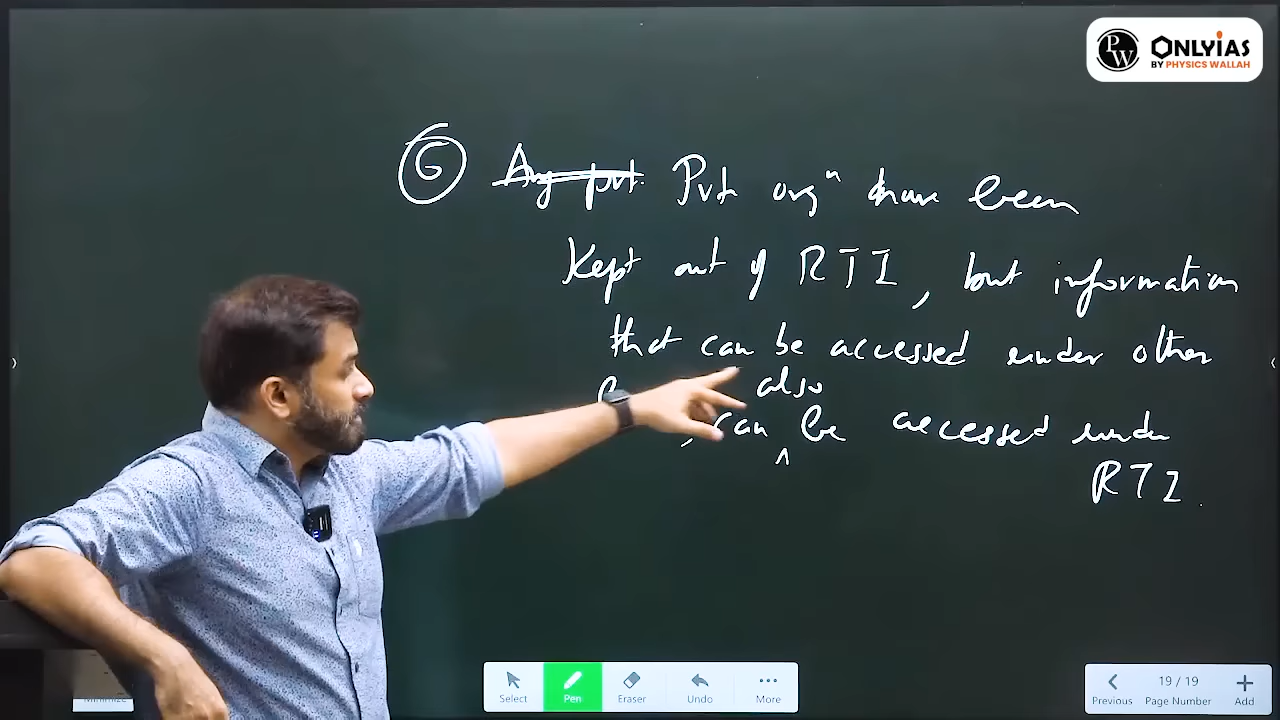 PW ONLYIAS
BY PHYSICS WALLAH
6 Any pvt. Pvt orgⁿ have been
Kept out of RTI, but information
that can be accessed under other
also
, can ^ be accessed under
RTI.
Select Pen Eraser Undo More
Previous 19 / 19 Page Number Add
Minimize